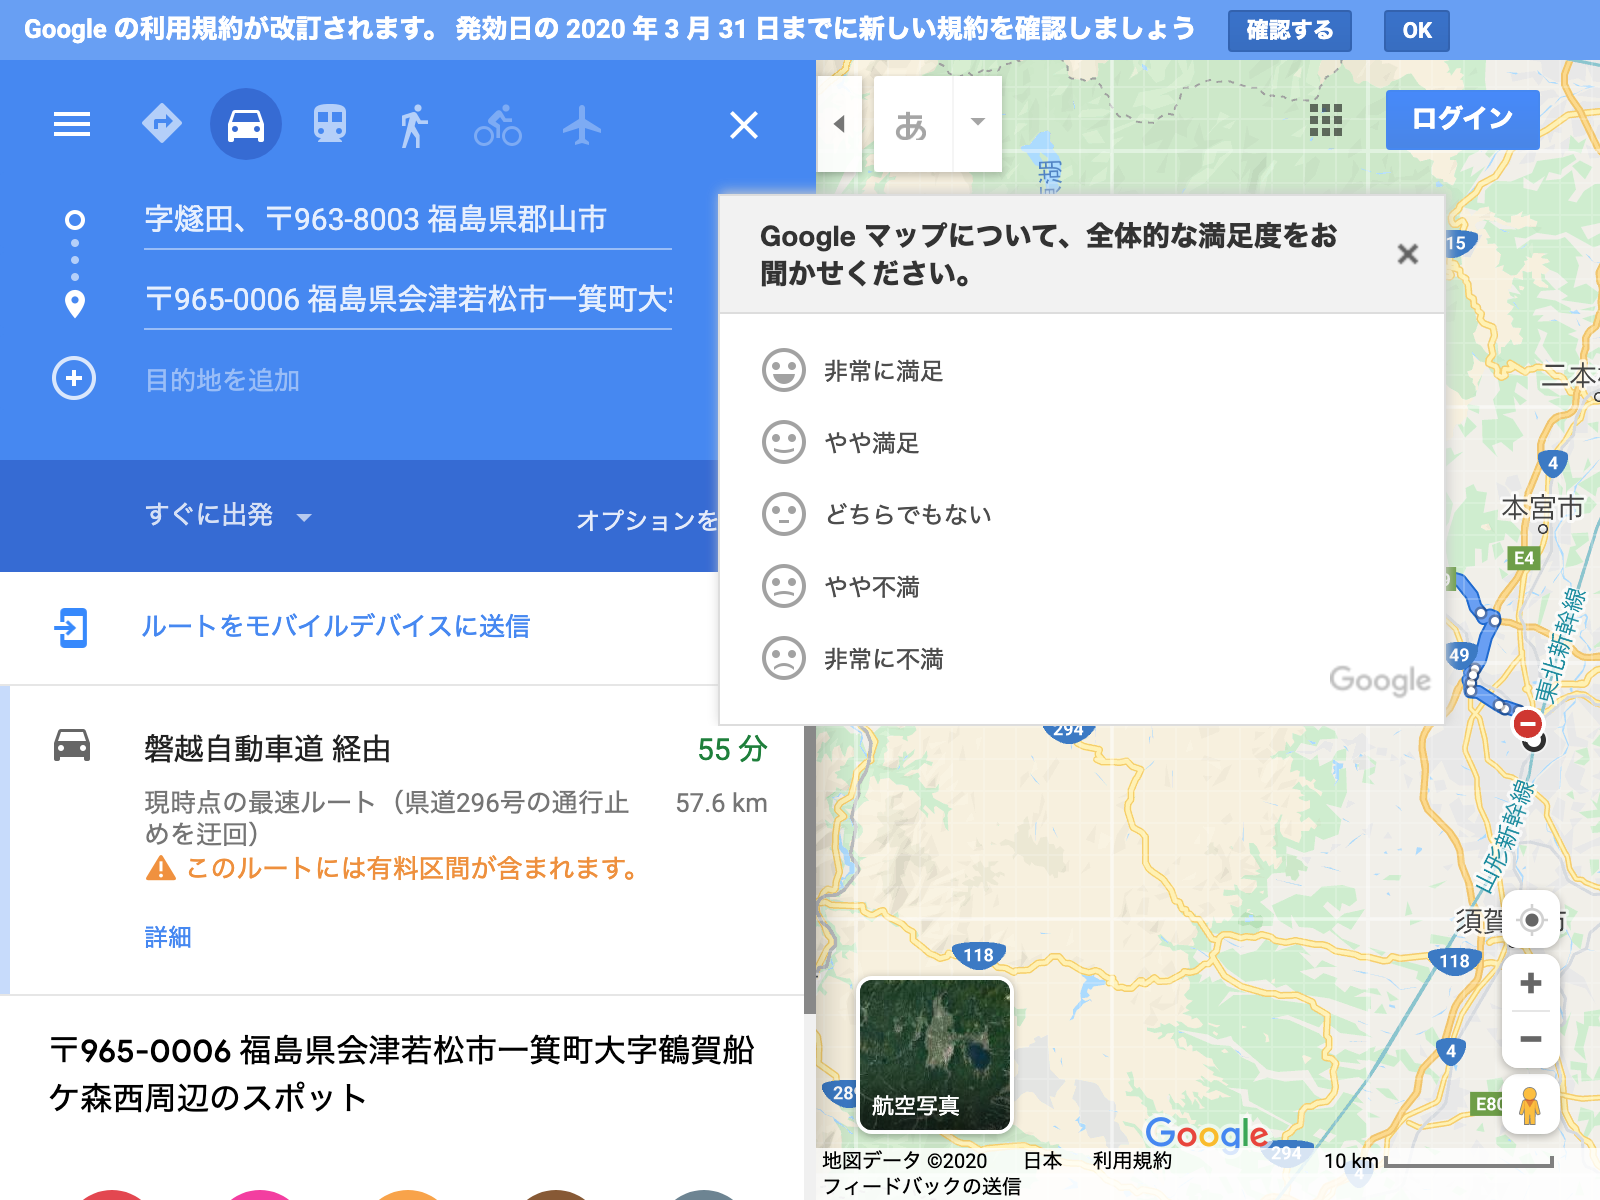 Google の利用規約が改訂されます。 発効日の 2020 年 3 月 31 日までに新しい規約を確認しましょう
確認する
OK
あ
ログイン
字燧田、〒963-8003 福島県郡山市
〒965-0006 福島県会津若松市一箕町大
目的地を追加
すぐに出発
オプションを
ルートをモバイルデバイスに送信
磐越自動車道 経由
55 分
現時点の最速ルート（県道296号の通行止
めを迂回）
57.6 km
このルートには有料区間が含まれます。
詳細
〒965-0006 福島県会津若松市一箕町大字鶴賀船
ケ森西周辺のスポット
Google マップについて、全体的な満足度をお
聞かせください。
非常に満足
やや満足
どちらでもない
やや不満
非常に不満
Google
湖
15
二本
4
本宮市
E4
49
東北新幹線
294
山形新幹線
須賀
市
118
118
4
E80
28
294
航空写真
Google
地図データ ©2020
日本
利用規約
10 km
フィードバックの送信